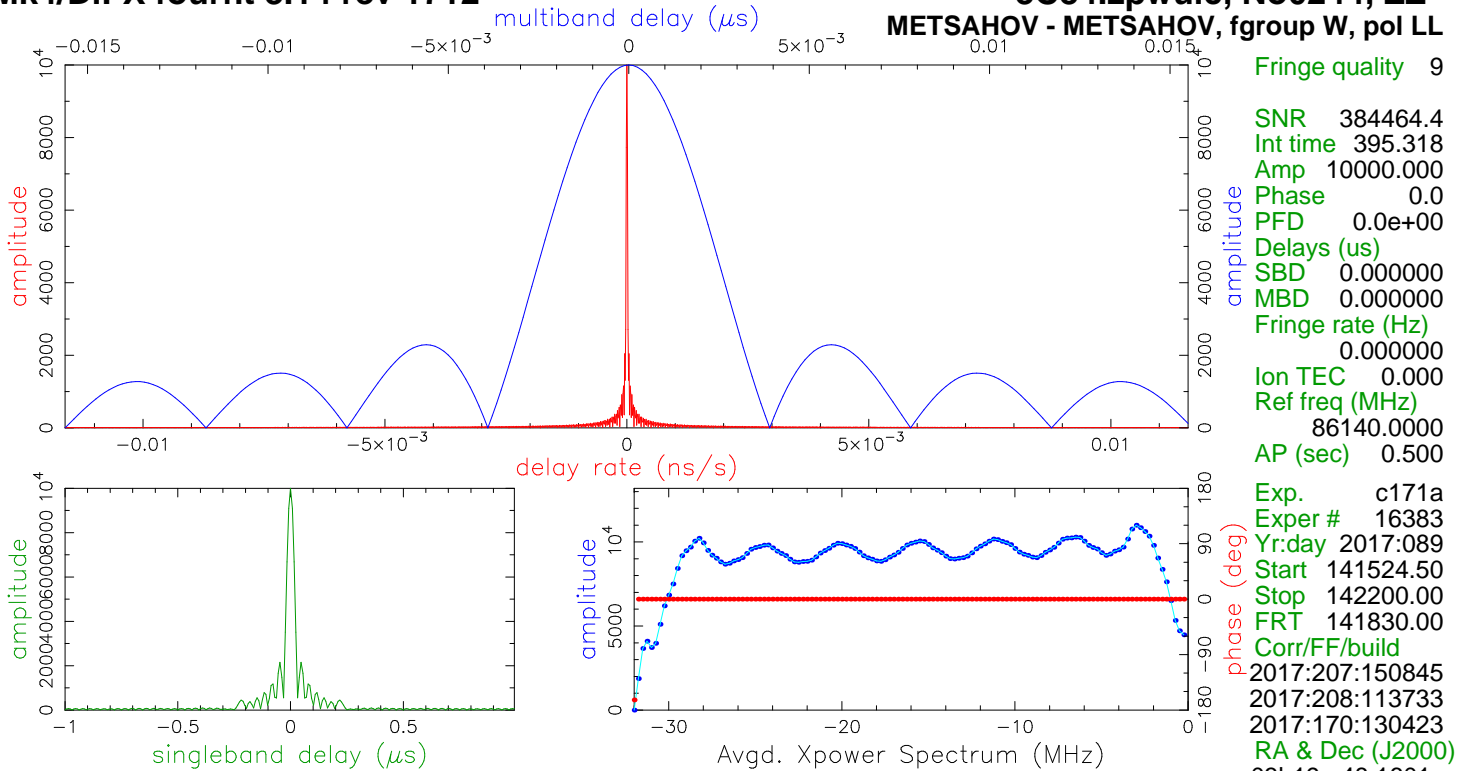 multiband delay (μs)
METSAHOV - METSAHOV, fgroup W, pol LL
−0.015 −0.01 −5×10⁻³ 0 5×10⁻³ 0.01 0.015
amplitude
0 2000 4000 6000 8000 10⁴
amplitude
0 2000 4000 6000 8000 10⁴
−0.01 −5×10⁻³ 0 5×10⁻³ 0.01
delay rate (ns/s)
amplitude
0 2000 4000 6000 8000 10⁴
−1 −0.5 0 0.5
singleband delay (μs)
amplitude
0 5000 10⁴
phase (deg)
−180 −90 0 90 180
−30 −20 −10 0
Avgd. Xpower Spectrum (MHz)
Fringe quality 9
SNR 384464.4
Int time 395.318
Amp 10000.000
Phase 0.0
PFD 0.0e+00
Delays (us)
SBD 0.000000
MBD 0.000000
Fringe rate (Hz)
0.000000
Ion TEC 0.000
Ref freq (MHz)
86140.0000
AP (sec) 0.500
Exp. c171a
Exper # 16383
Yr:day 2017:089
Start 141524.50
Stop 142200.00
FRT 141830.00
Corr/FF/build
2017:207:150845
2017:208:113733
2017:170:130423
RA & Dec (J2000)